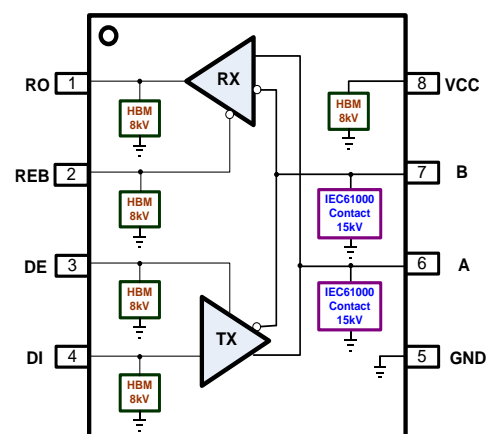 RO 1 RX 8 VCC
HBM
8kV
HBM
8kV
REB 2 7 B
HBM
8kV
IEC61000
Contact
15kV
DE 3 6 A
HBM
8kV
IEC61000
Contact
15kV
TX
DI 4 5 GND
HBM
8kV